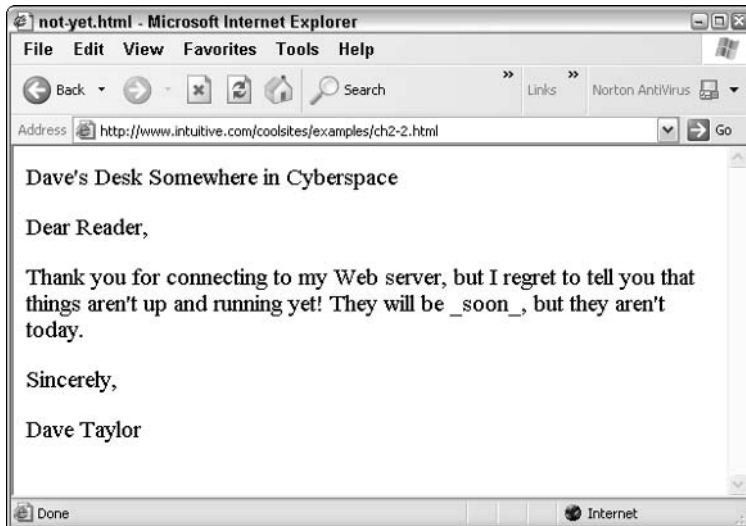 not-yet.html - Microsoft Internet Explorer
File Edit View Favorites Tools Help
Back Search » Links » Norton AntiVirus
Address http://www.intuitive.com/coolsites/examples/ch2-2.html Go
Dave's Desk Somewhere in Cyberspace
Dear Reader,
Thank you for connecting to my Web server, but I regret to tell you that
things aren't up and running yet! They will be _soon_, but they aren't
today.
Sincerely,
Dave Taylor
Done Internet